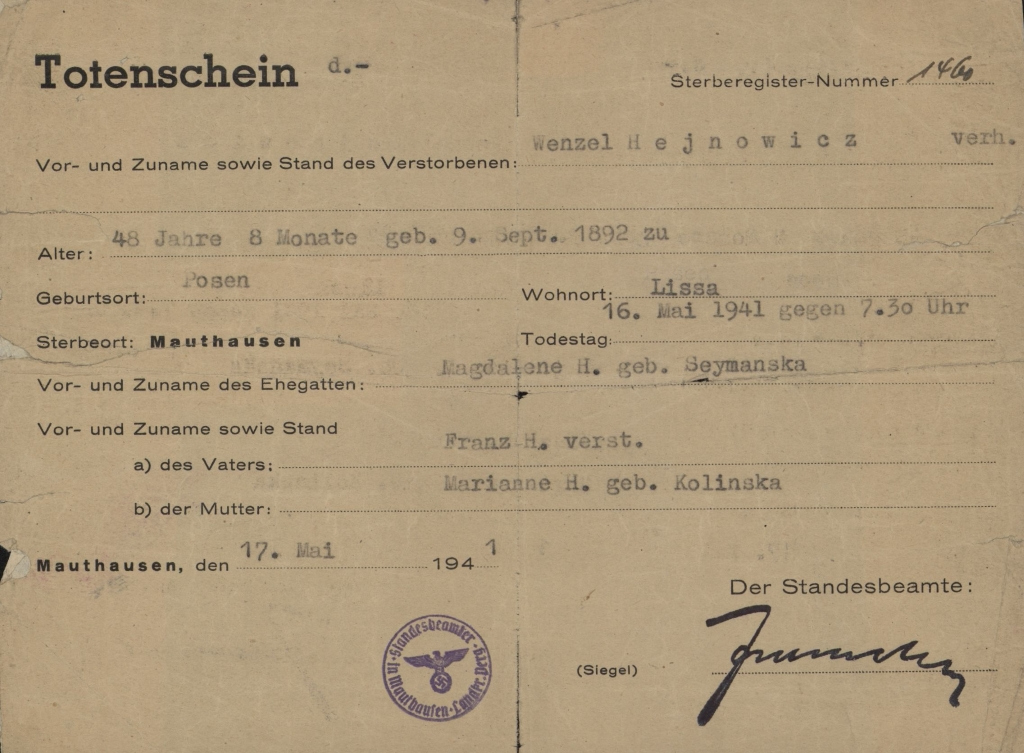 Totenschein d.-
Sterberegister-Nummer 1460
Vor- und Zuname sowie Stand des Verstorbenen: Wenzel Hejnowicz verh.
Alter: 48 Jahre 8 Monate geb. 9. Sept. 1892 zu
Geburtsort: Posen Wohnort: Lissa
Sterbeort: Mauthausen Todestag: 16. Mai 1941 gegen 7.30 Uhr
Vor- und Zuname des Ehegatten: Magdalene H. geb. Seymanska
Vor- und Zuname sowie Stand
a) des Vaters: Franz H. verst.
b) der Mutter: Marianne H. geb. Kolinska
Mauthausen, den 17. Mai 1941
Der Standesbeamte:
(Siegel)
Standesbeamter in Mauthausen